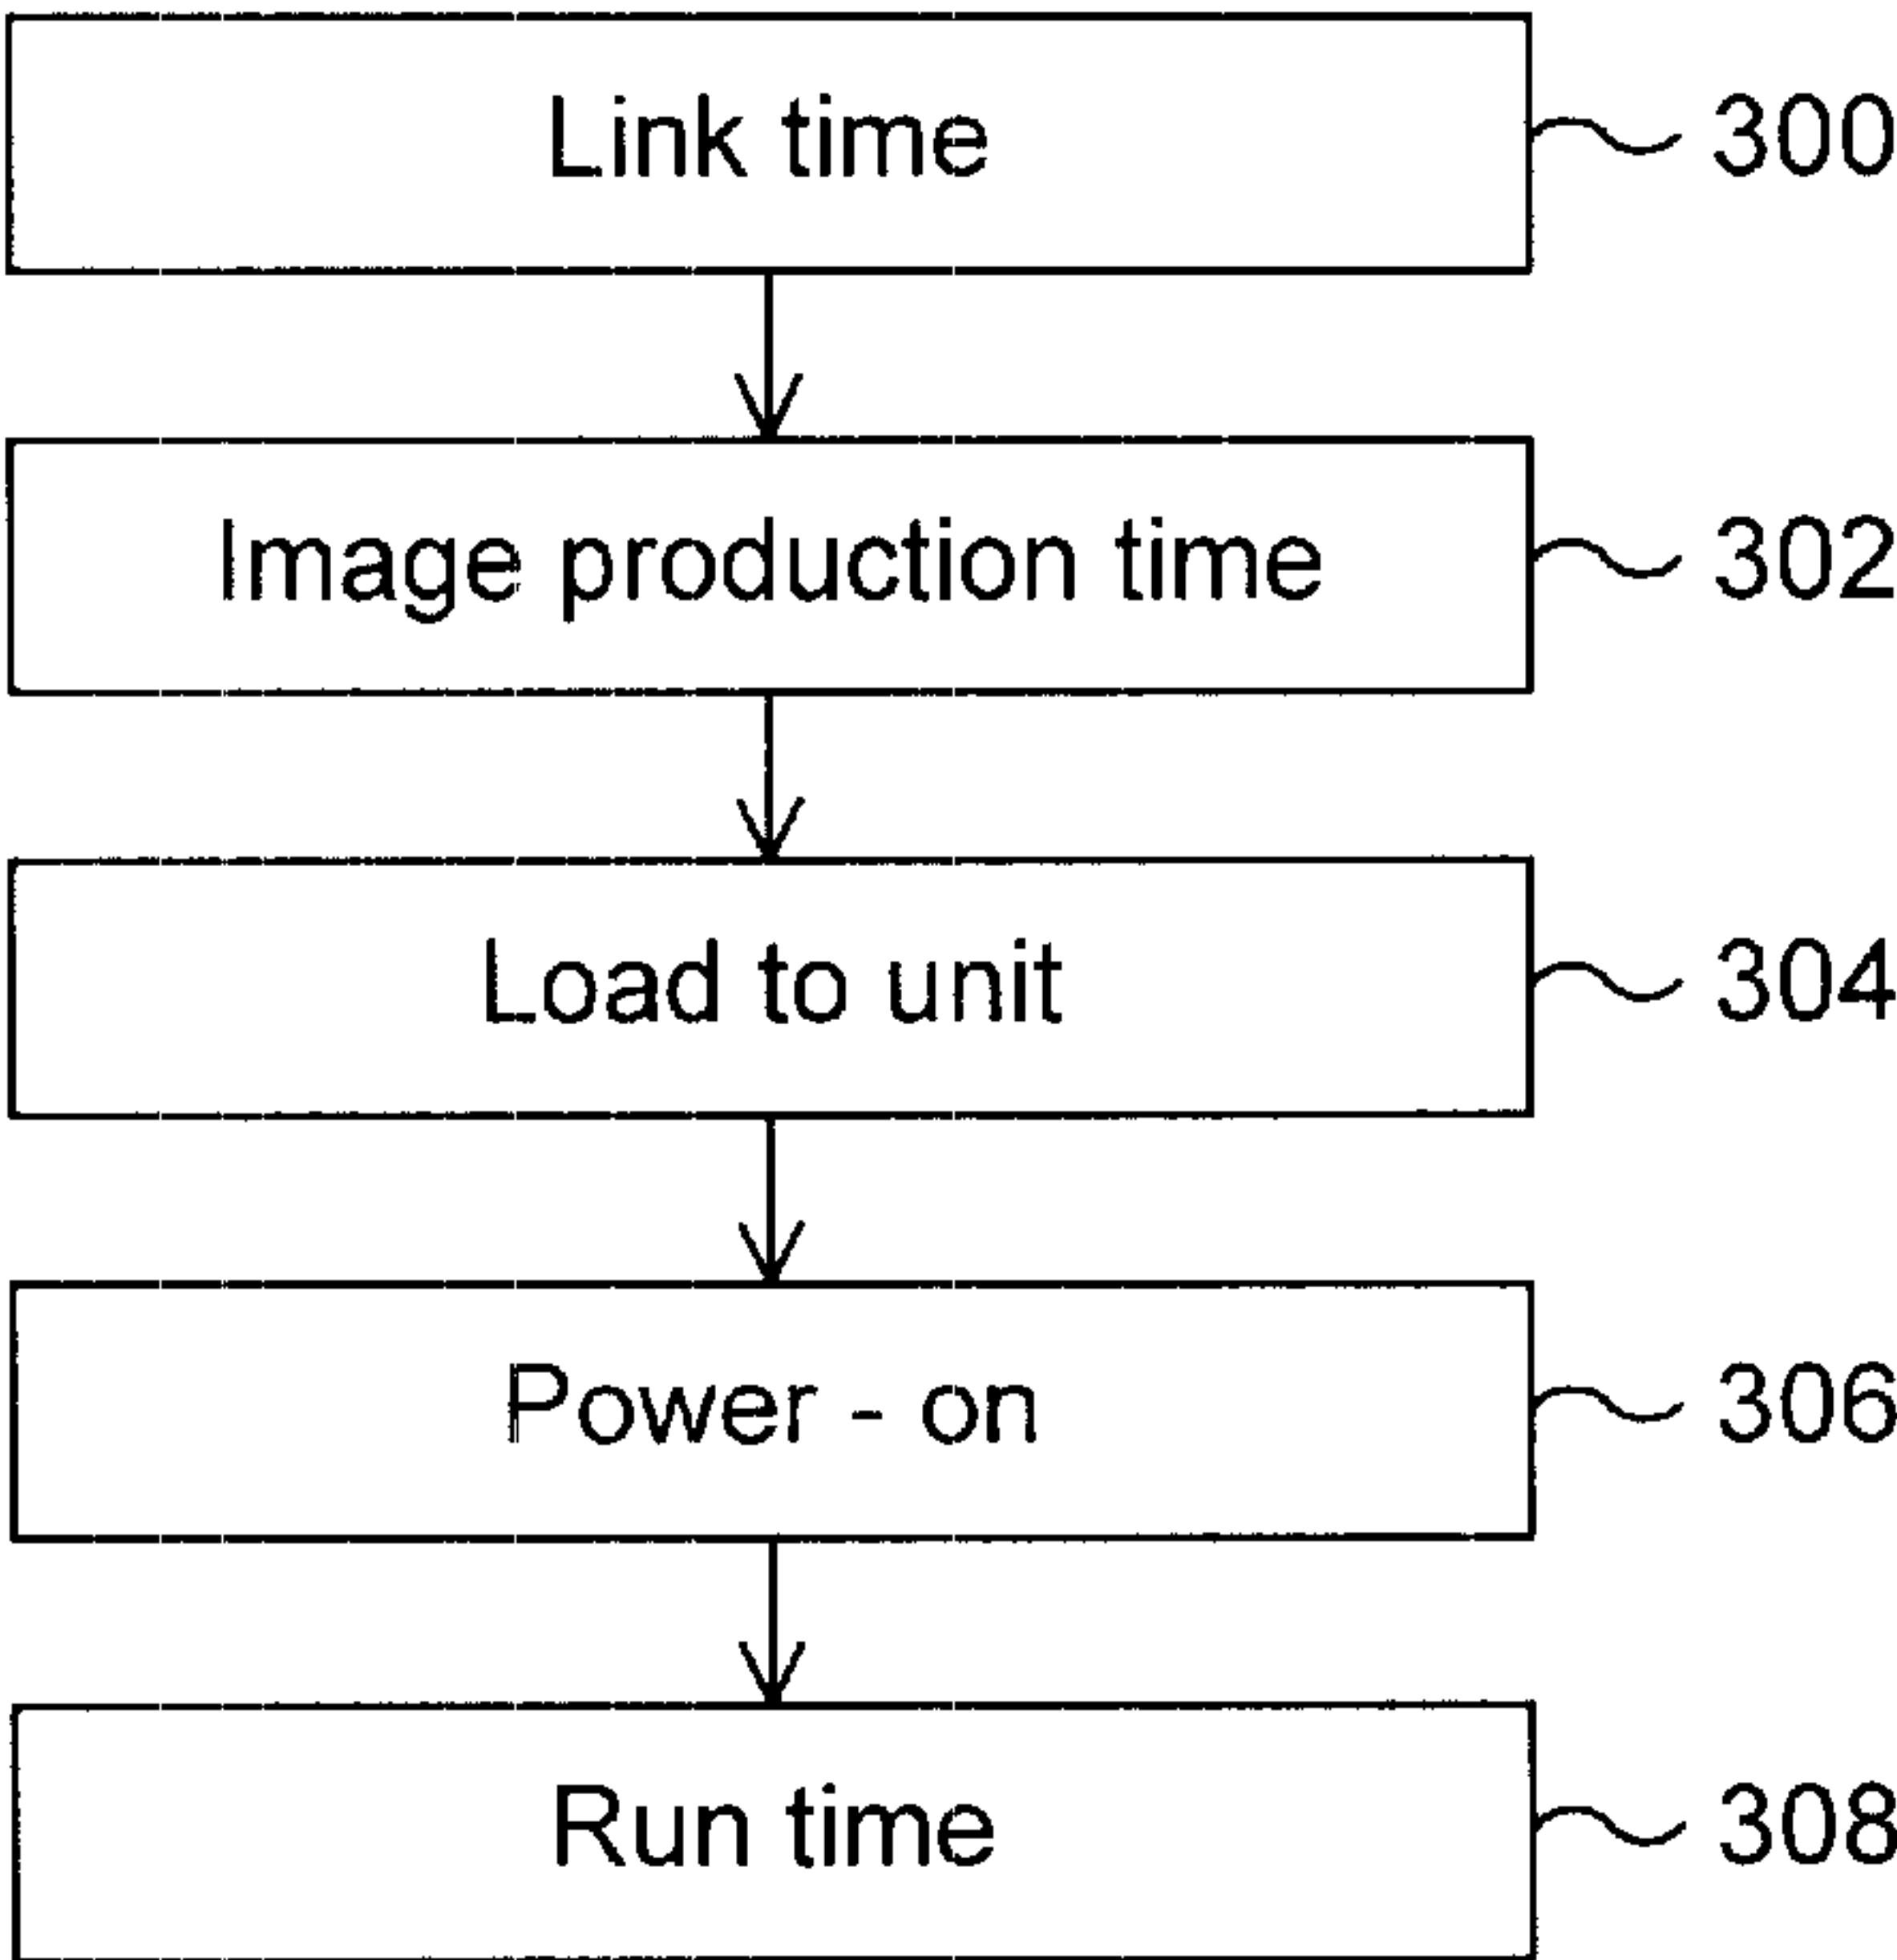 Link time 300
Image production time 302
Load to unit 304
Power - on 306
Run time 308